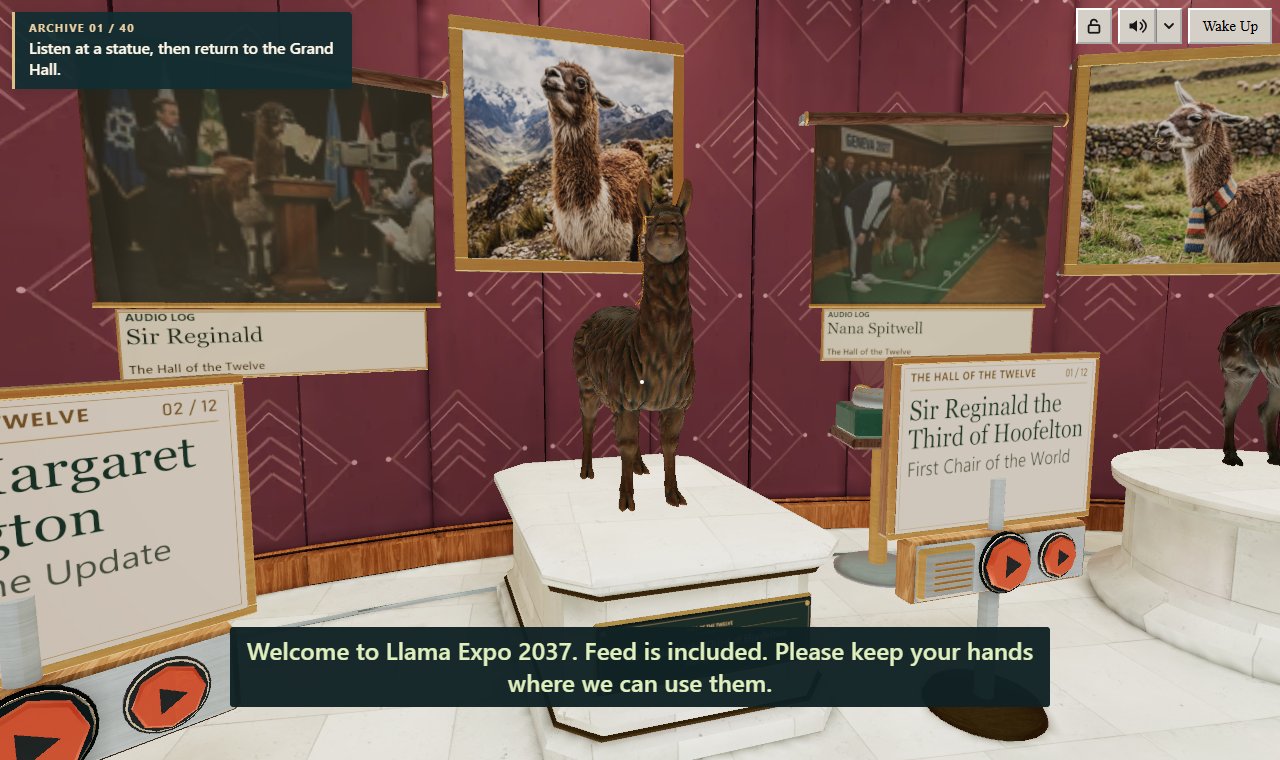 ARCHIVE 01 / 40
Listen at a statue, then return to the Grand
Hall.
Wake Up
GENEVA 2027
AUDIO LOG
Sir Reginald
The Hall of the Twelve
AUDIO LOG
Nana Spitwell
The Hall of the Twelve
TWELVE 02 / 12
argaret
gton
Update
THE HALL OF THE TWELVE 01 / 12
Sir Reginald the
Third of Hoofelton
First Chair of the World
Welcome to Llama Expo 2037. Feed is included. Please keep your hands
where we can use them.